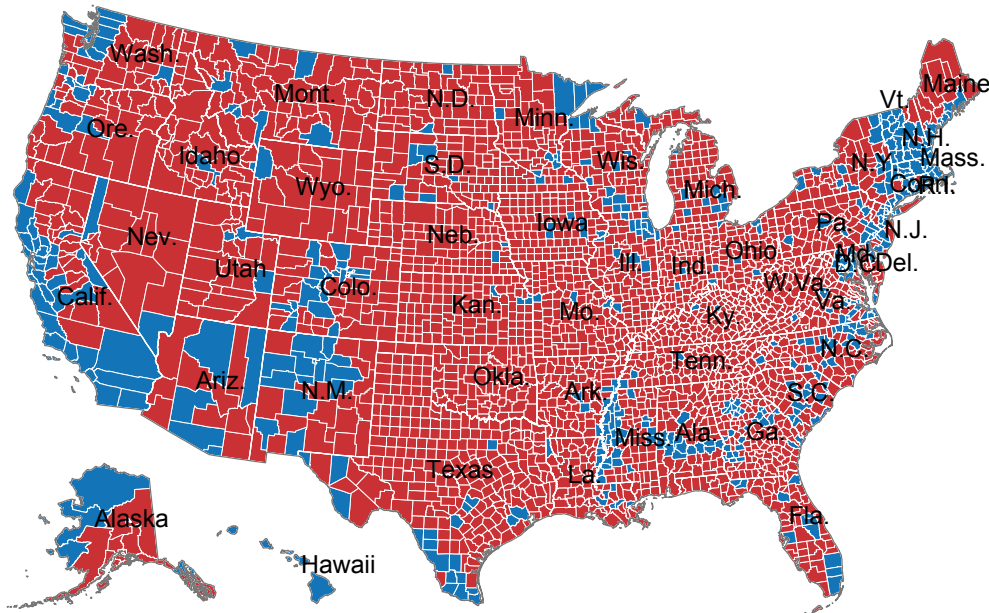 Wash.
Mont.
N.D.
Minn.
Maine
Vt.
Ore.
N.H.
Idaho
S.D.
Wis.
N.Y.
Mass.
Wyo.
Mich.
Conn.
R.I.
Nev.
Neb.
Iowa
Pa.
N.J.
Utah
Colo.
Ill.
Ind.
Ohio
Md.
D.C.
Del.
Calif.
Kan.
Mo.
Ky.
W.Va.
Va.
Ariz.
N.M.
Okla.
Ark.
Tenn.
N.C.
S.C.
Texas
La.
Miss.
Ala.
Ga.
Alaska
Hawaii
Fla.